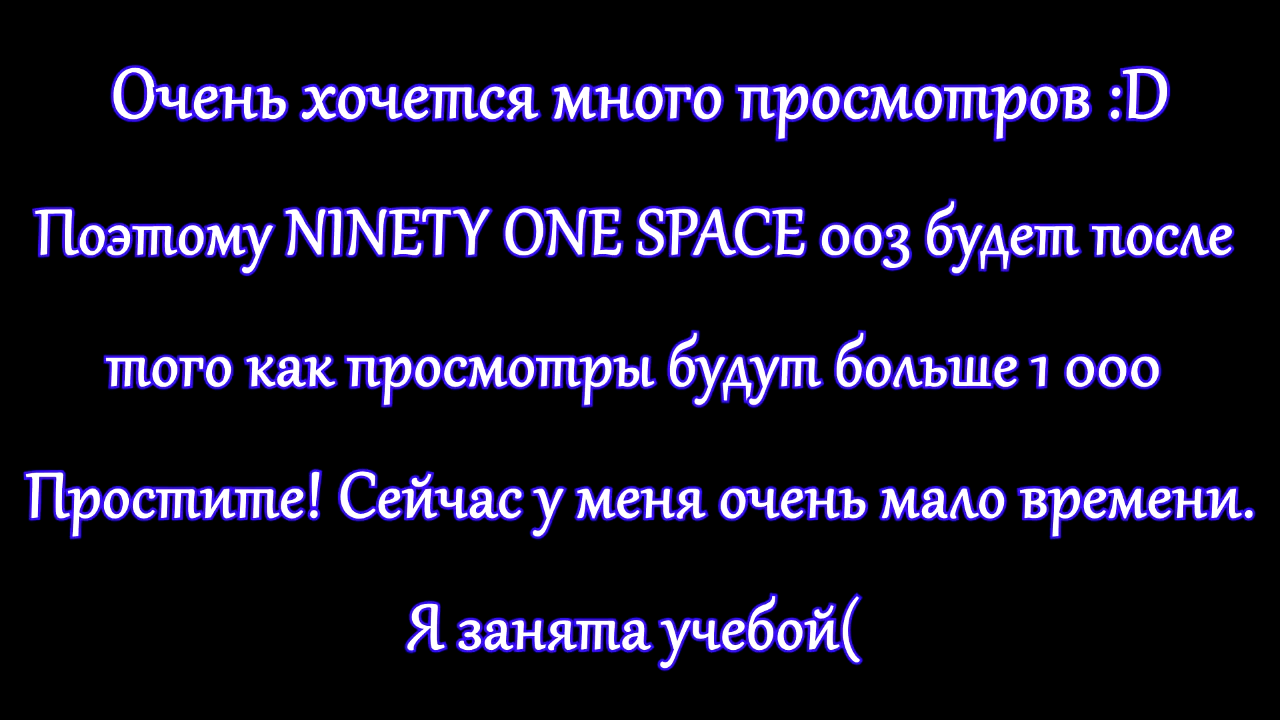 Очень хочется много просмотров :D
Поэтому NINETY ONE SPACE 003 будет после
того как просмотры будут больше 1 000
Простите! Сейчас у меня очень мало времени.
Я занята учебой(